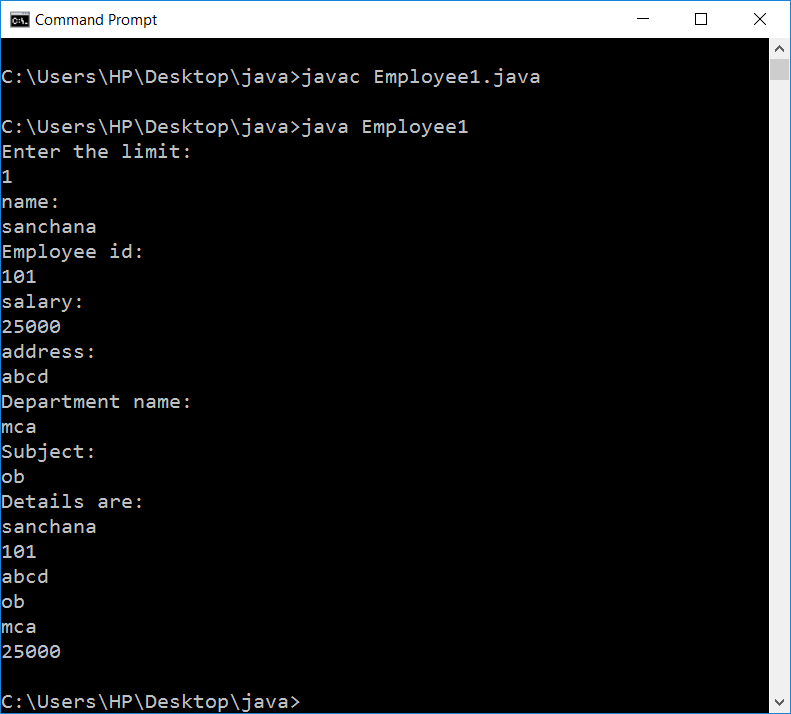 Command Prompt
C:\Users\HP\Desktop\java>javac Employee1.java
C:\Users\HP\Desktop\java>java Employee1
Enter the limit:
1
name:
sanchana
Employee id:
101
salary:
25000
address:
abcd
Department name:
mca
Subject:
ob
Details are:
sanchana
101
abcd
ob
mca
25000
C:\Users\HP\Desktop\java>